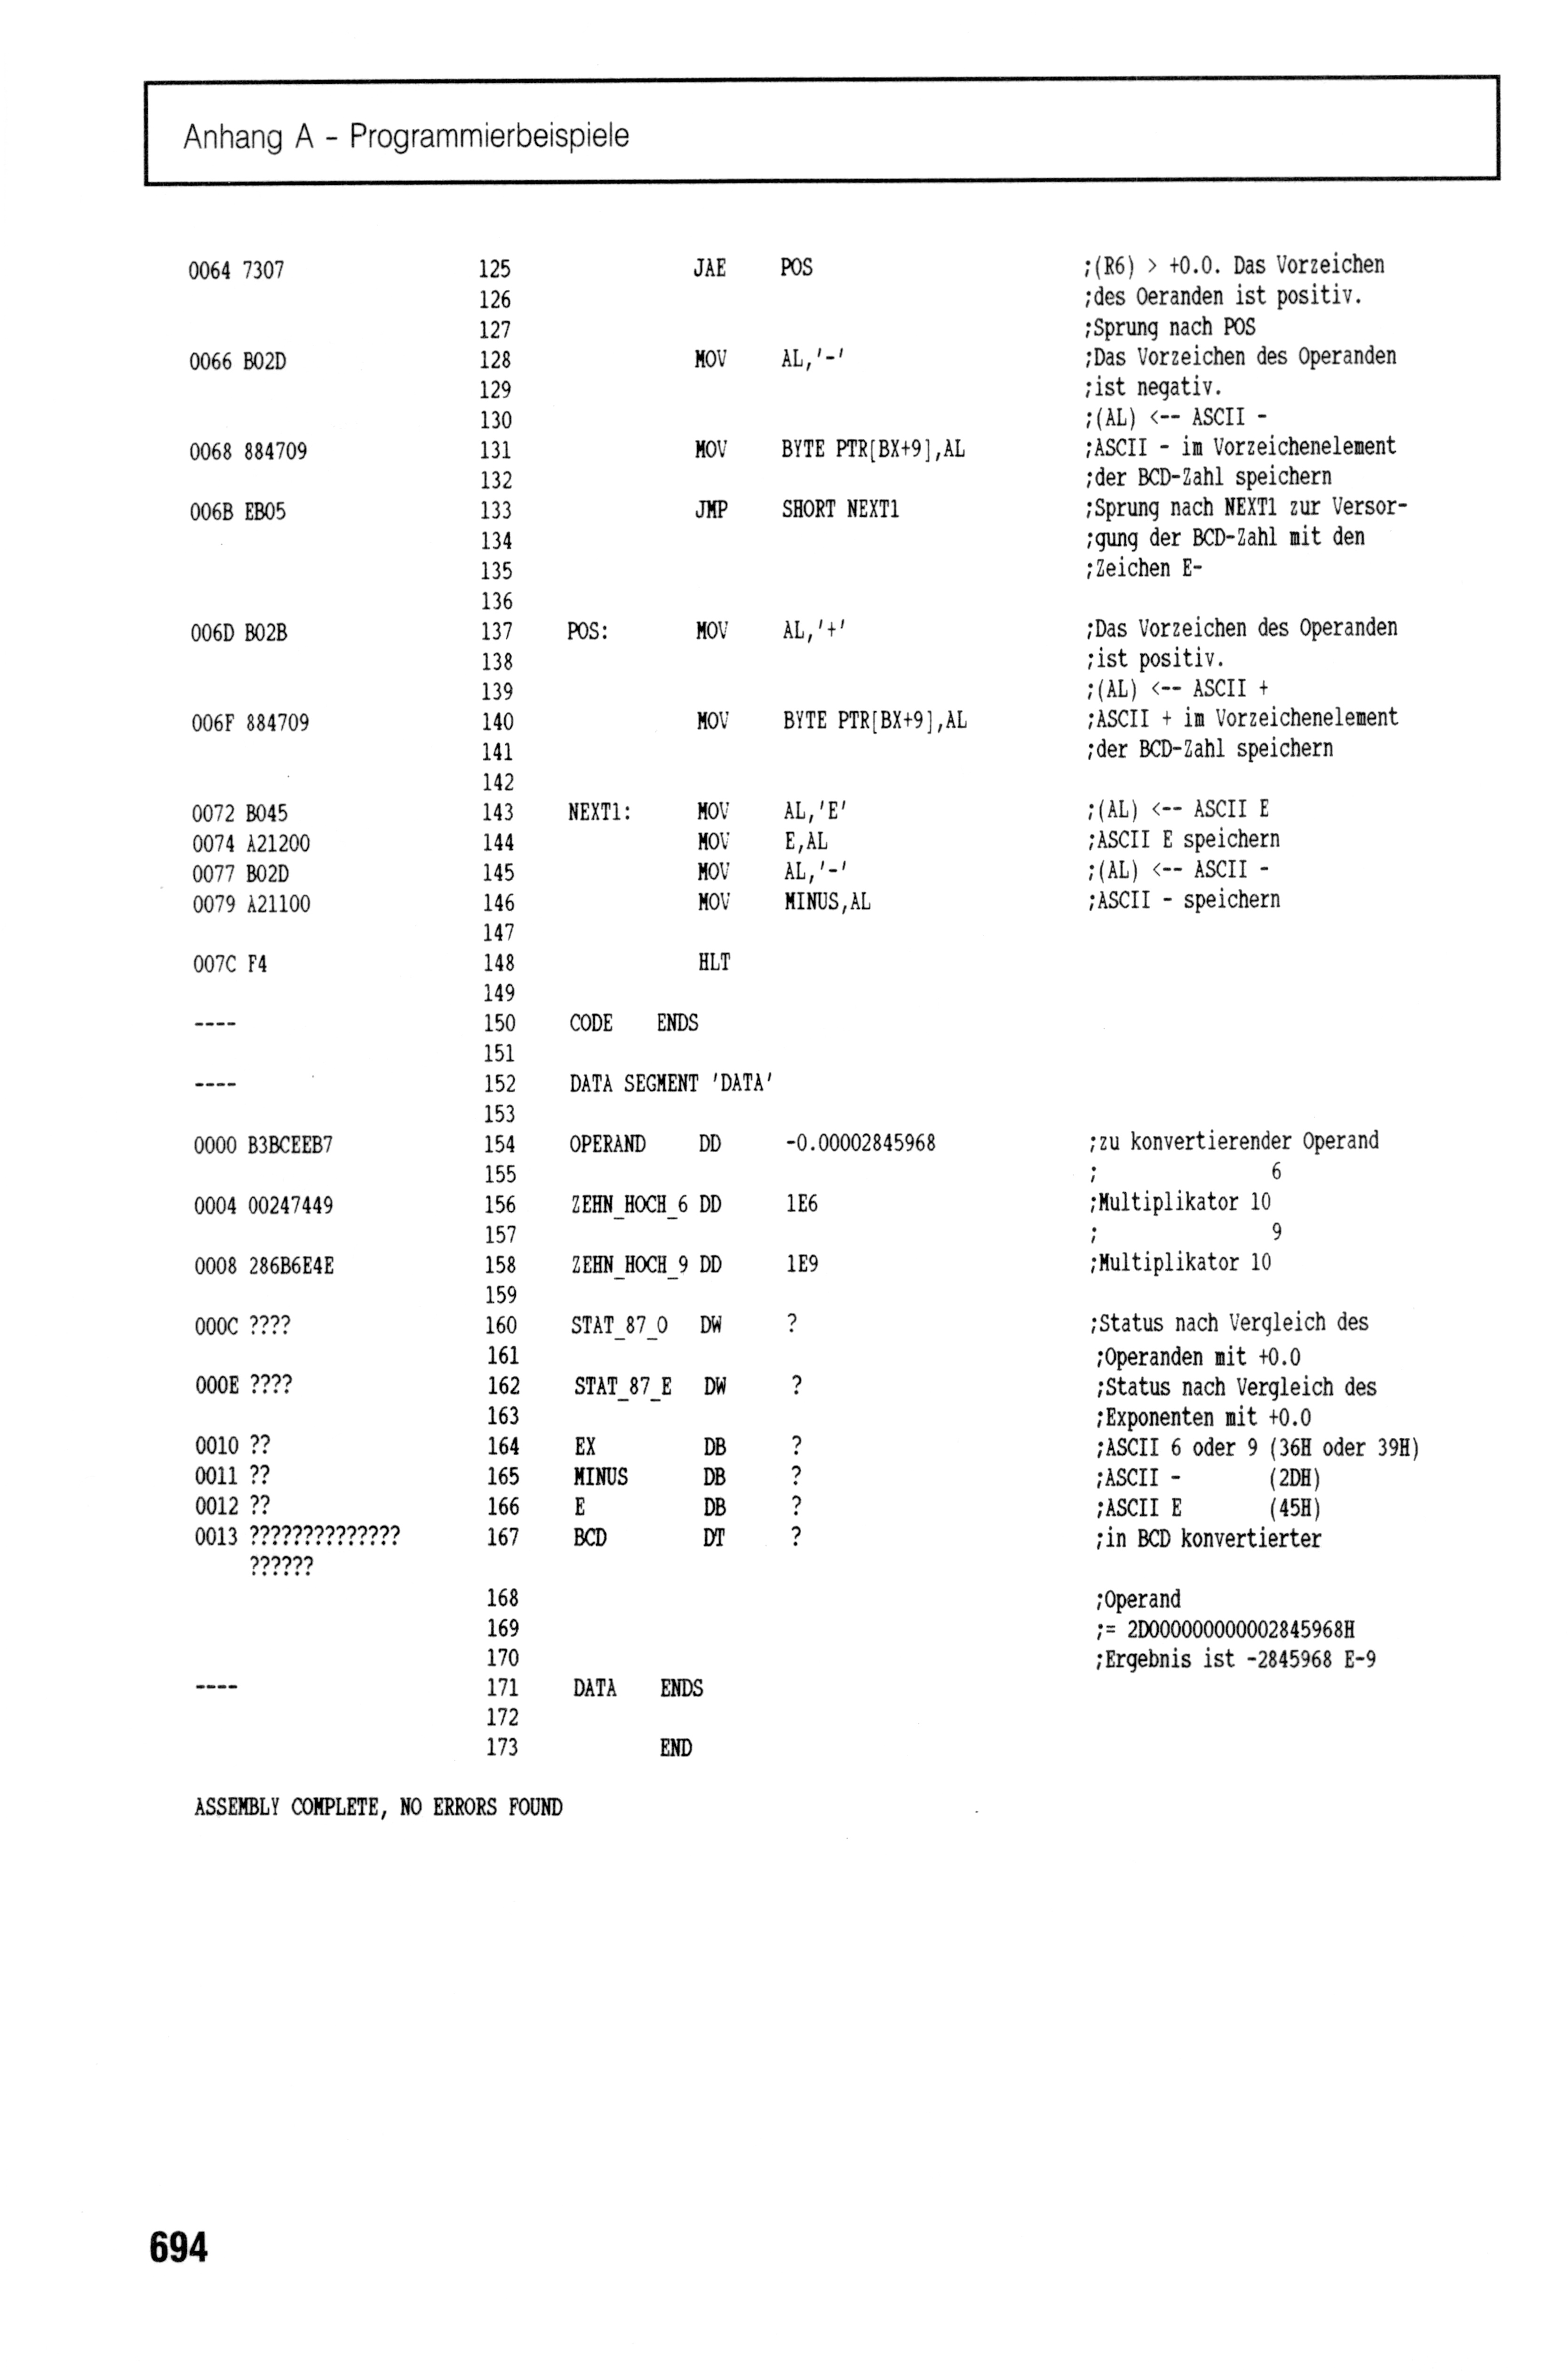 Anhang A - Programmierbeispiele
0064 7307 125 JAE POS ;(R6) > +0.0. Das Vorzeichen
126 ;des Oeranden ist positiv.
127 ;Sprung nach POS
0066 B02D 128 MOV AL,'-' ;Das Vorzeichen des Operanden
129 ;ist negativ.
130 ;(AL) <-- ASCII -
0068 884709 131 MOV BYTE PTR[BX+9],AL ;ASCII - im Vorzeichenelement
132 ;der BCD-Zahl speichern
006B EB05 133 JMP SHORT NEXT1 ;Sprung nach NEXT1 zur Versor-
134 ;gung der BCD-Zahl mit den
135 ;Zeichen E-
136
006D B02B 137 POS: MOV AL,'+' ;Das Vorzeichen des Operanden
138 ;ist positiv.
139 ;(AL) <-- ASCII +
006F 884709 140 MOV BYTE PTR[BX+9],AL ;ASCII + im Vorzeichenelement
141 ;der BCD-Zahl speichern
142
0072 B045 143 NEXT1: MOV AL,'E' ;(AL) <-- ASCII E
0074 A21200 144 MOV E,AL ;ASCII E speichern
0077 B02D 145 MOV AL,'-' ;(AL) <-- ASCII -
0079 A21100 146 MOV MINUS,AL ;ASCII - speichern
147
007C F4 148 HLT
149
---- 150 CODE ENDS
151
---- 152 DATA SEGMENT 'DATA'
153
0000 B3BCEEB7 154 OPERAND DD -0.00002845968 ;zu konvertierender Operand
155 ; 6
0004 00247449 156 ZEHN_HOCH_6 DD 1E6 ;Multiplikator 10
157 ; 9
0008 286B6E4E 158 ZEHN_HOCH_9 DD 1E9 ;Multiplikator 10
159
000C ???? 160 STAT_87_O DW ? ;Status nach Vergleich des
161 ;Operanden mit +0.0
000E ???? 162 STAT_87_E DW ? ;Status nach Vergleich des
163 ;Exponenten mit +0.0
0010 ?? 164 EX DB ? ;ASCII 6 oder 9 (36H oder 39H)
0011 ?? 165 MINUS DB ? ;ASCII - (2DH)
0012 ?? 166 E DB ? ;ASCII E (45H)
0013 ?????????????? 167 BCD DT ? ;in BCD konvertierter
??????
168 ;Operand
169 ;= 2D000000000002845968H
170 ;Ergebnis ist -2845968 E-9
---- 171 DATA ENDS
172
173 END
ASSEMBLY COMPLETE, NO ERRORS FOUND
694